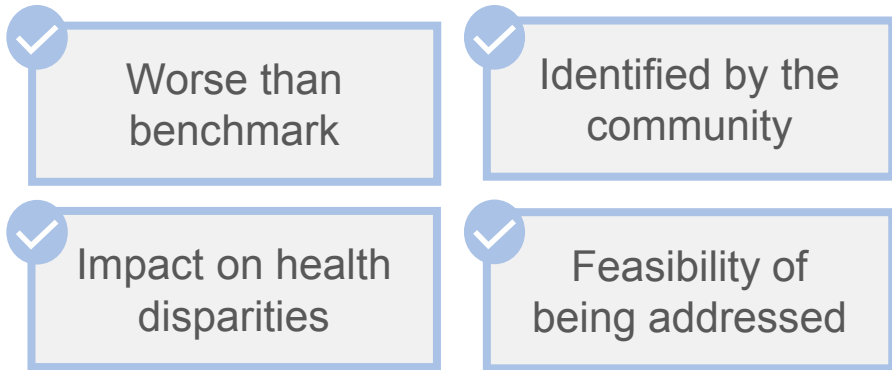 Worse than
benchmark
Identified by the
community
Impact on health
disparities
Feasibility of
being addressed